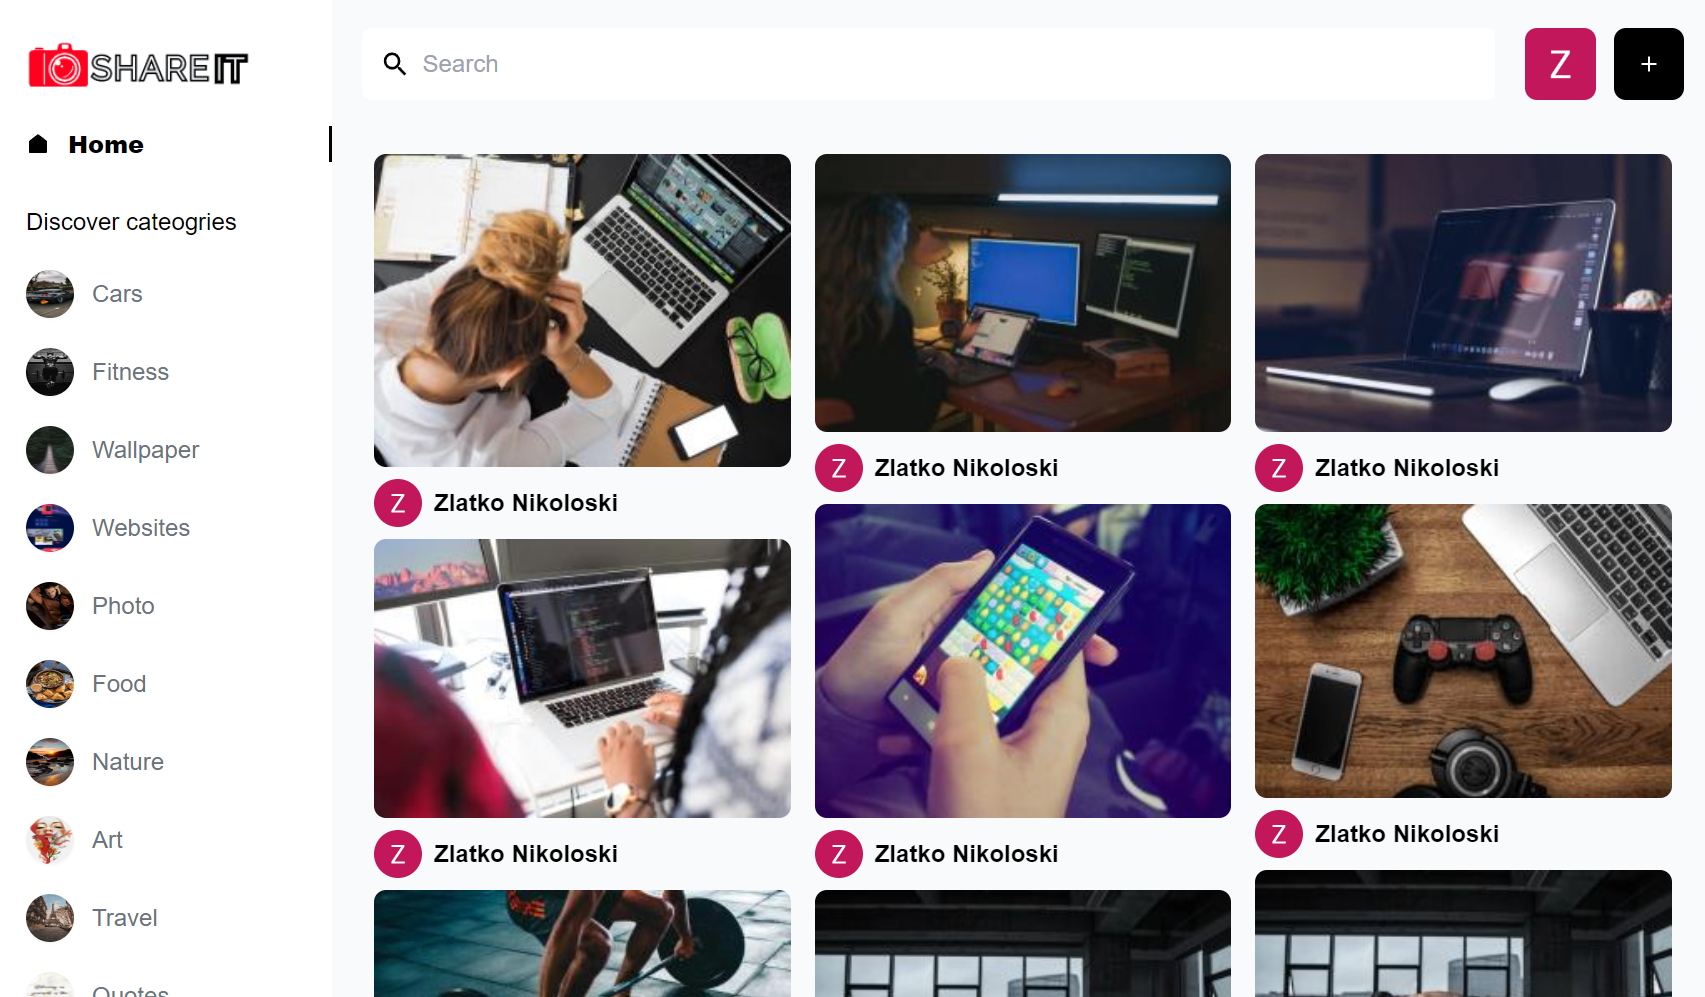 SHARE IT
Search
Z
+
Home
Discover cateogries
Cars
Fitness
Wallpaper
Websites
Photo
Food
Nature
Art
Travel
Quotes
Z Zlatko Nikoloski
Z Zlatko Nikoloski
Z Zlatko Nikoloski
Z Zlatko Nikoloski
Z Zlatko Nikoloski
Z Zlatko Nikoloski